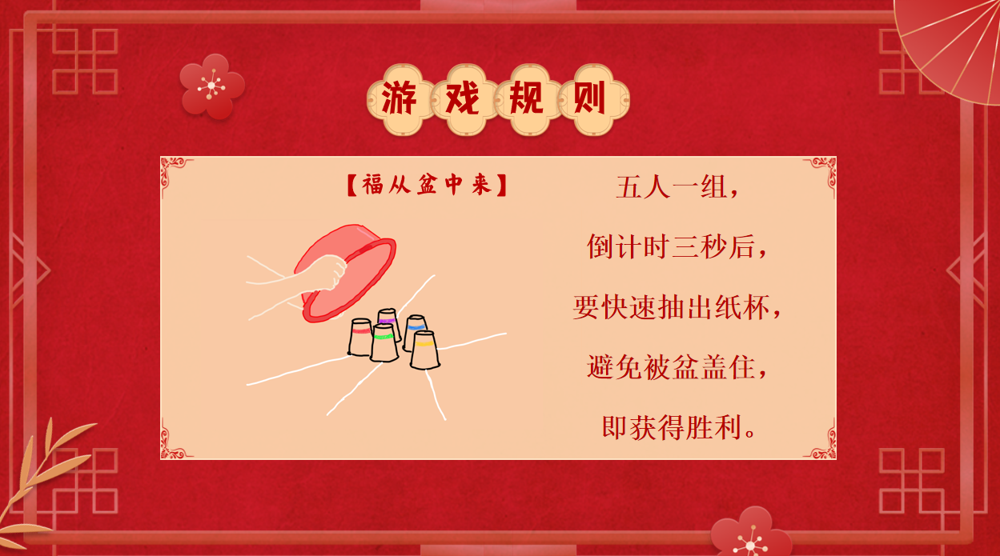 游戏规则
【福从盆中来】
五人一组，
倒计时三秒后，
要快速抽出纸杯，
避免被盆盖住，
即获得胜利。